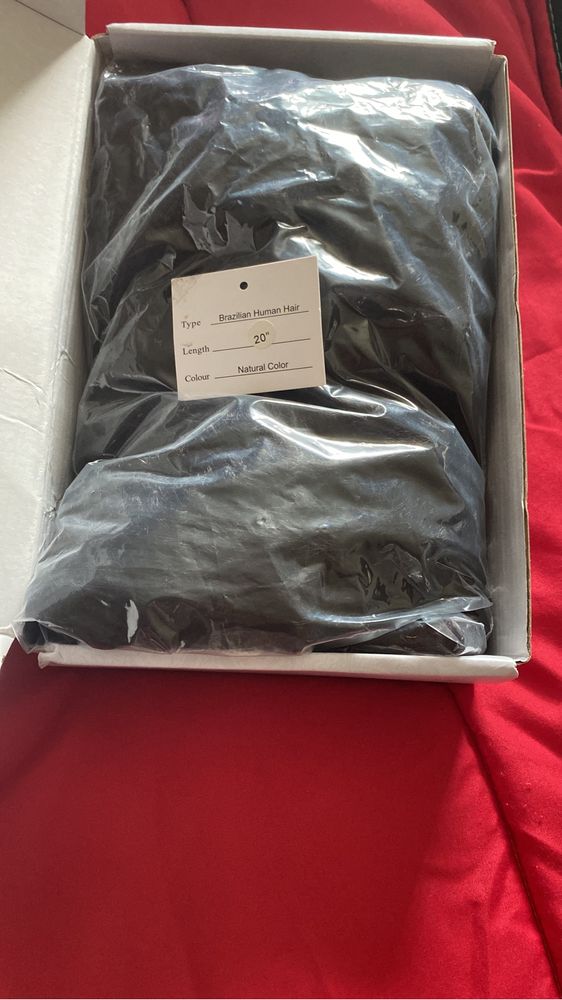 Type Brazilian Human Hair
Length 20"
Colour Natural Color